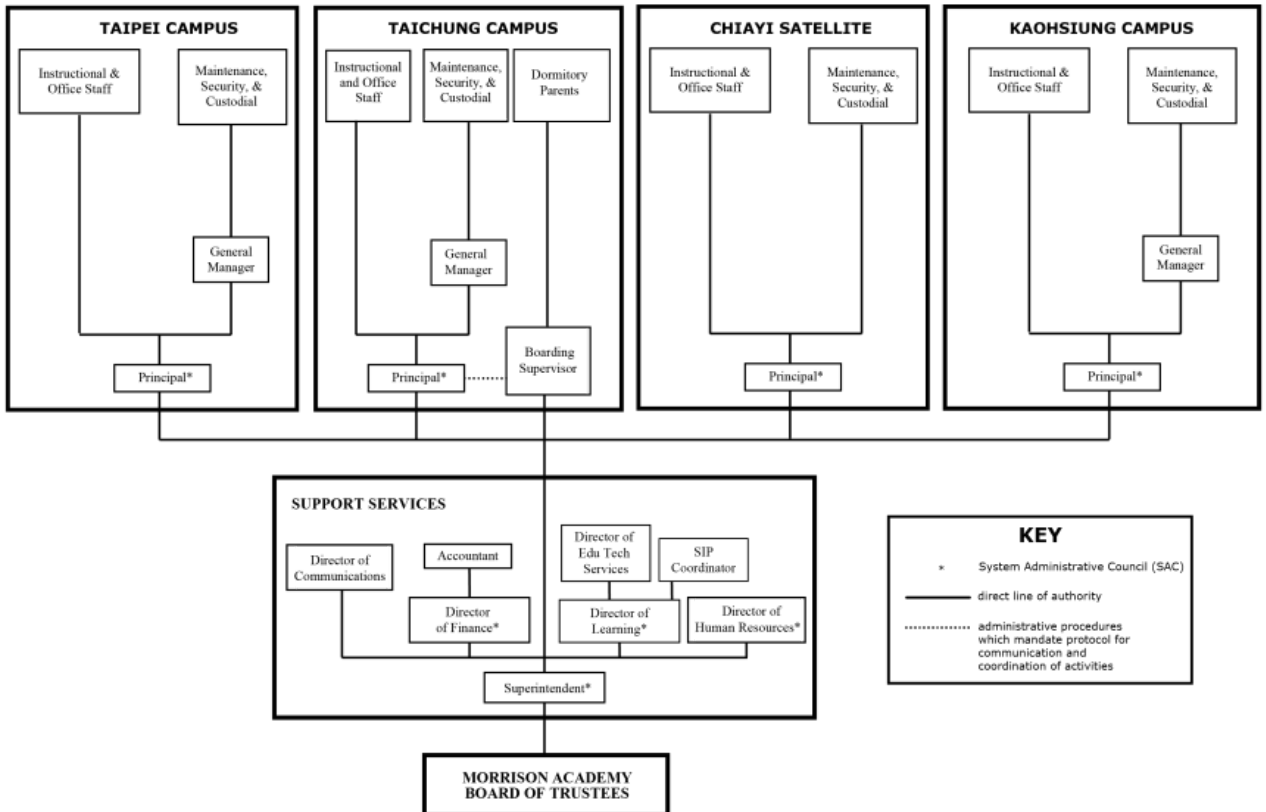 TAIPEI CAMPUS
Instructional &
Office Staff
Maintenance,
Security, &
Custodial
General
Manager
Principal*
TAICHUNG CAMPUS
Instructional
and Office
Staff
Maintenance,
Security, &
Custodial
Dormitory
Parents
General
Manager
Principal*
Boarding
Supervisor
CHIAYI SATELLITE
Instructional &
Office Staff
Maintenance,
Security, &
Custodial
Principal*
KAOHSIUNG CAMPUS
Instructional &
Office Staff
Maintenance,
Security, &
Custodial
General
Manager
Principal*
SUPPORT SERVICES
Director of
Communications
Accountant
Director
of Finance*
Director of
Edu Tech
Services
SIP
Coordinator
Director of
Learning*
Director of
Human Resources*
Superintendent*
KEY
* System Administrative Council (SAC)
direct line of authority
administrative procedures
which mandate protocol for
communication and
coordination of activities
MORRISON ACADEMY
BOARD OF TRUSTEES